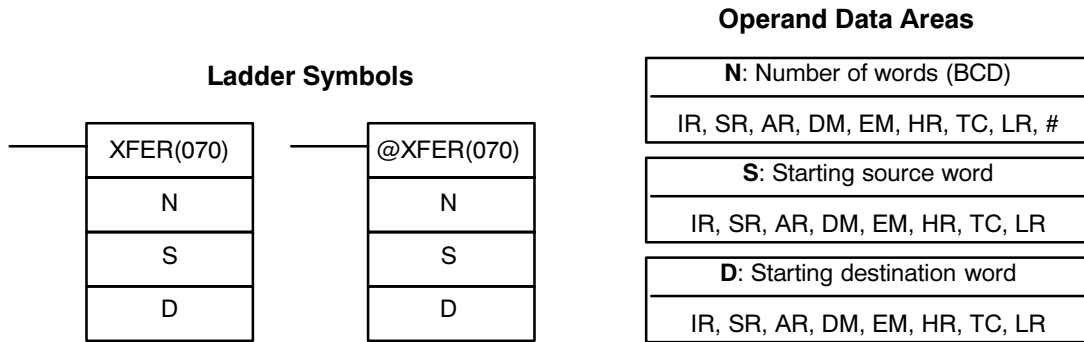 Ladder Symbols
XFER(070)
N
S
D
@XFER(070)
N
S
D
Operand Data Areas
N: Number of words (BCD)
IR, SR, AR, DM, EM, HR, TC, LR, #
S: Starting source word
IR, SR, AR, DM, EM, HR, TC, LR
D: Starting destination word
IR, SR, AR, DM, EM, HR, TC, LR